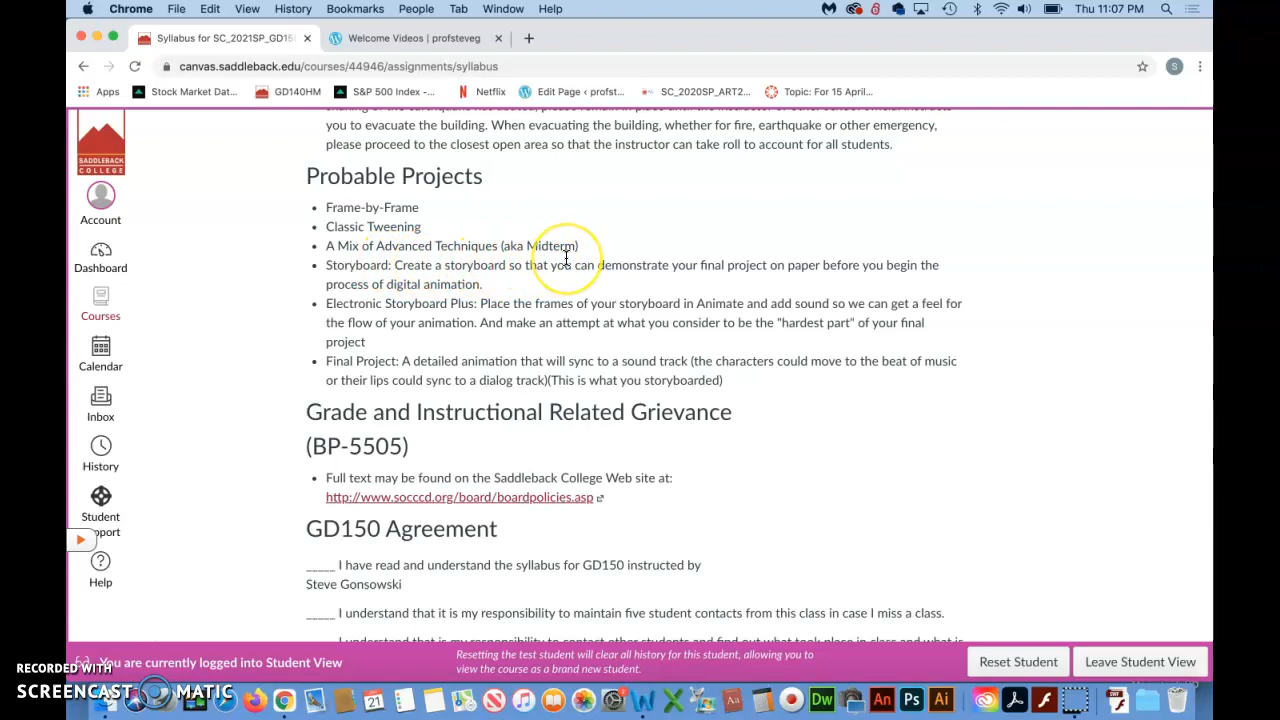 Chrome File Edit View History Bookmarks People Tab Window Help Thu 11:07 PM
Syllabus for SC_2021SP_GD150 Welcome Videos | profsteveg
canvas.saddleback.edu/courses/44946/assignments/syllabus S
Apps Stock Market Dat... GD140HM S&P 500 Index -... Netflix Edit Page ‹ profst... SC_2020SP_ART2... Topic: For 15 April...
you to evacuate the building. When evacuating the building, whether for fire, earthquake or other emergency,
please proceed to the closest open area so that the instructor can take roll to account for all students.
SADDLEBACK
COLLEGE
Account
Dashboard
Courses
Calendar
Inbox
History
Student
Help
Probable Projects
Frame-by-Frame
Classic Tweening
A Mix of Advanced Techniques (aka Midterm)
Storyboard: Create a storyboard so that you can demonstrate your final project on paper before you begin the
process of digital animation.
Electronic Storyboard Plus: Place the frames of your storyboard in Animate and add sound so we can get a feel for
the flow of your animation. And make an attempt at what you consider to be the "hardest part" of your final
project
Final Project: A detailed animation that will sync to a sound track (the characters could move to the beat of music
or their lips could sync to a dialog track)(This is what you storyboarded)
Grade and Instructional Related Grievance
(BP-5505)
Full text may be found on the Saddleback College Web site at:
http://www.socccd.org/board/boardpolicies.asp
GD150 Agreement
_____ I have read and understand the syllabus for GD150 instructed by
Steve Gonsowski
_____ I understand that it is my responsibility to maintain five student contacts from this class in case I miss a class.
You are currently logged into Student View
Resetting the test student will clear all history for this student, allowing you to
view the course as a brand new student.
Reset Student Leave Student View
RECORDED WITH
SCREENCAST MATIC
21 Aa Dw An Ps Ai